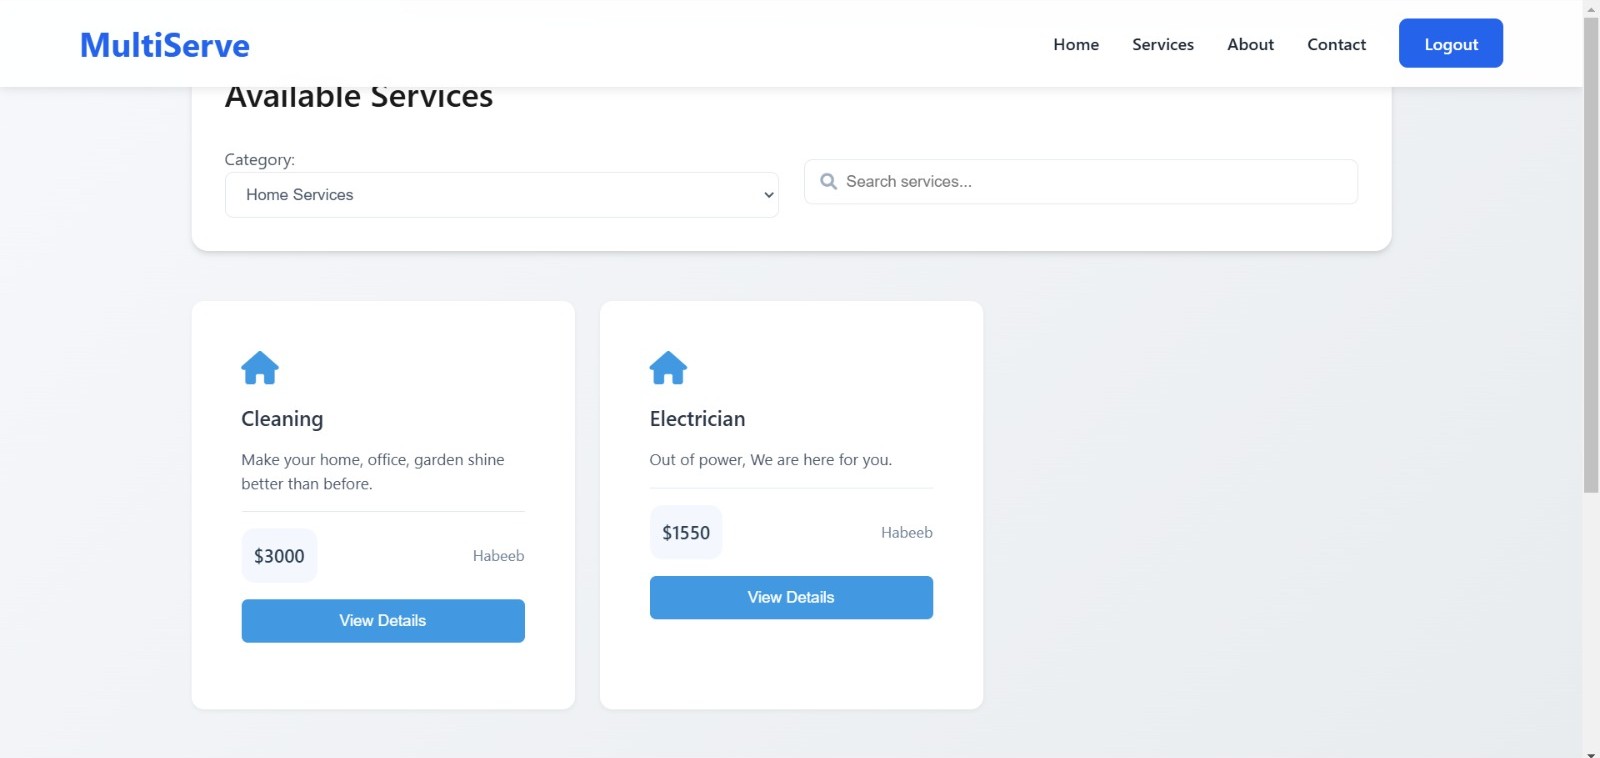 MultiServe
Home
Services
About
Contact
Logout
Available Services
Category:
Home Services
Search services...
Cleaning
Make your home, office, garden shine
better than before.
$3000
Habeeb
View Details
Electrician
Out of power, We are here for you.
$1550
Habeeb
View Details